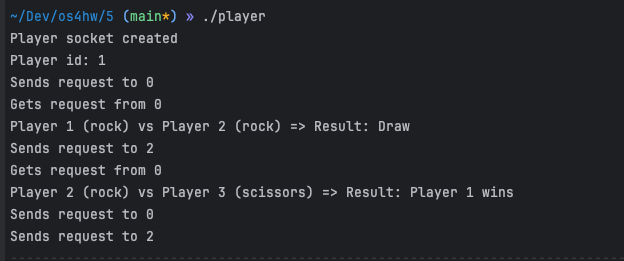 ~/Dev/os4hw/5 (main*) » ./player
Player socket created
Player id: 1
Sends request to 0
Gets request from 0
Player 1 (rock) vs Player 2 (rock) => Result: Draw
Sends request to 2
Gets request from 0
Player 2 (rock) vs Player 3 (scissors) => Result: Player 1 wins
Sends request to 0
Sends request to 2